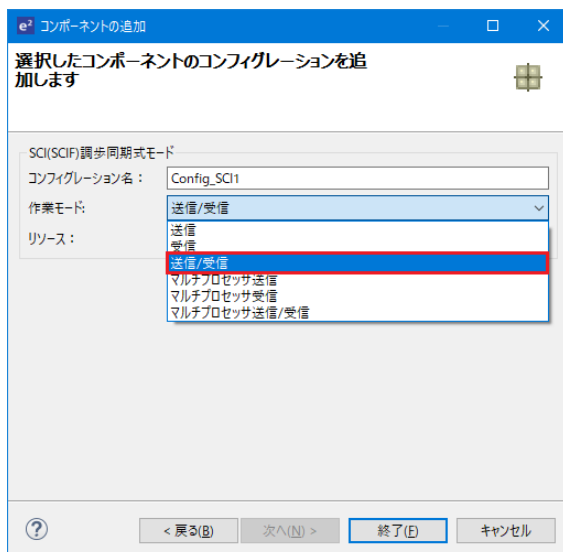 e² コンポーネントの追加
選択したコンポーネントのコンフィグレーションを追
加します
SCI(SCIF)調歩同期式モード
コンフィグレーション名： Config_SCI1
作業モード: 送信/受信
リソース：
送信
受信
送信/受信
マルチプロセッサ送信
マルチプロセッサ受信
マルチプロセッサ送信/受信
? < 戻る(B) 次へ(N) > 終了(F) キャンセル